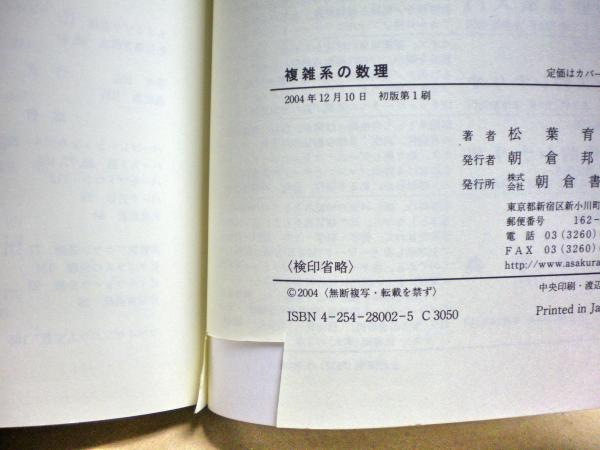 複雑系の数理
定価はカバー
2004年12月10日 初版第1刷
著者 松葉育
発行者 朝倉邦
発行所 株式会社 朝倉書
東京都新宿区新小川町
郵便番号 162-
電話 03(3260)
FAX 03(3260)
http://www.asakura
〈検印省略〉
©2004〈無断複写・転載を禁ず〉
中央印刷・渡辺
ISBN 4-254-28002-5 C3050
Printed in Ja